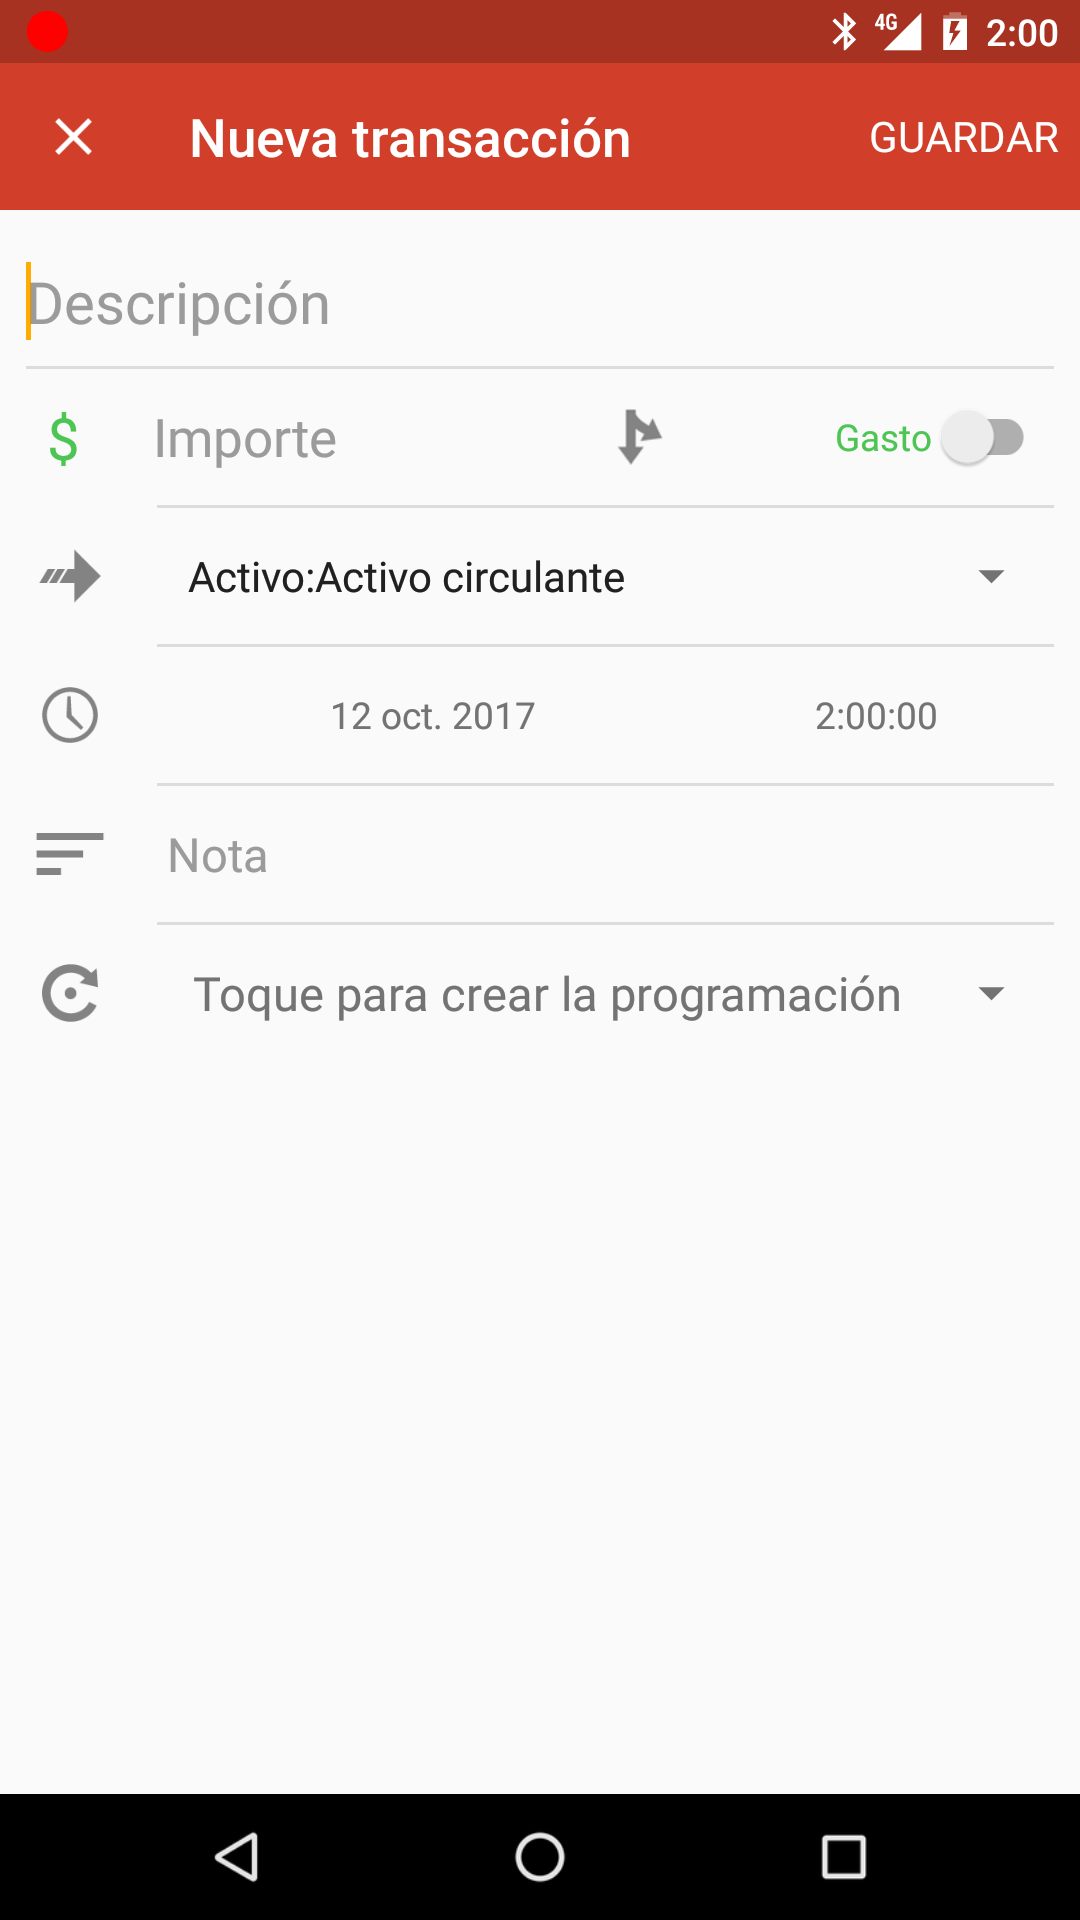 4G 2:00
Nueva transacción GUARDAR
Descripción
$ Importe Gasto
Activo:Activo circulante
12 oct. 2017 2:00:00
Nota
Toque para crear la programación